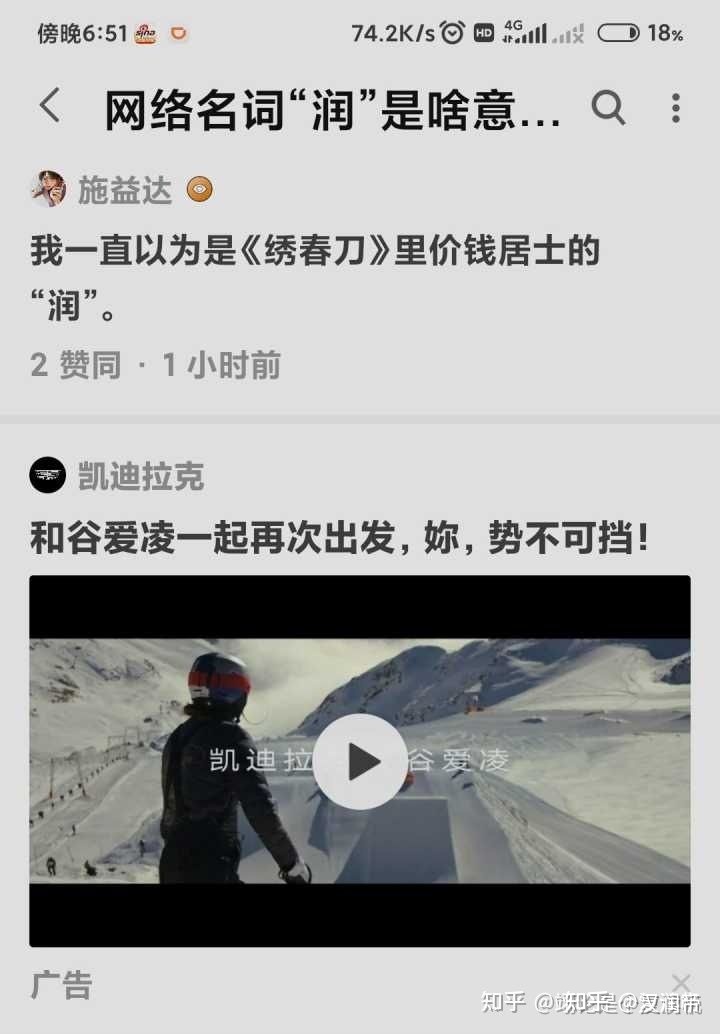 傍晚6:51
74.2K/s HD 4G 18%
网络名词“润”是啥意…
施益达
我一直以为是《绣春刀》里价钱居士的
“润”。
2 赞同 · 1 小时前
凯迪拉克
和谷爱凌一起再次出发，妳，势不可挡！
凯迪拉 谷爱凌
广告
知乎